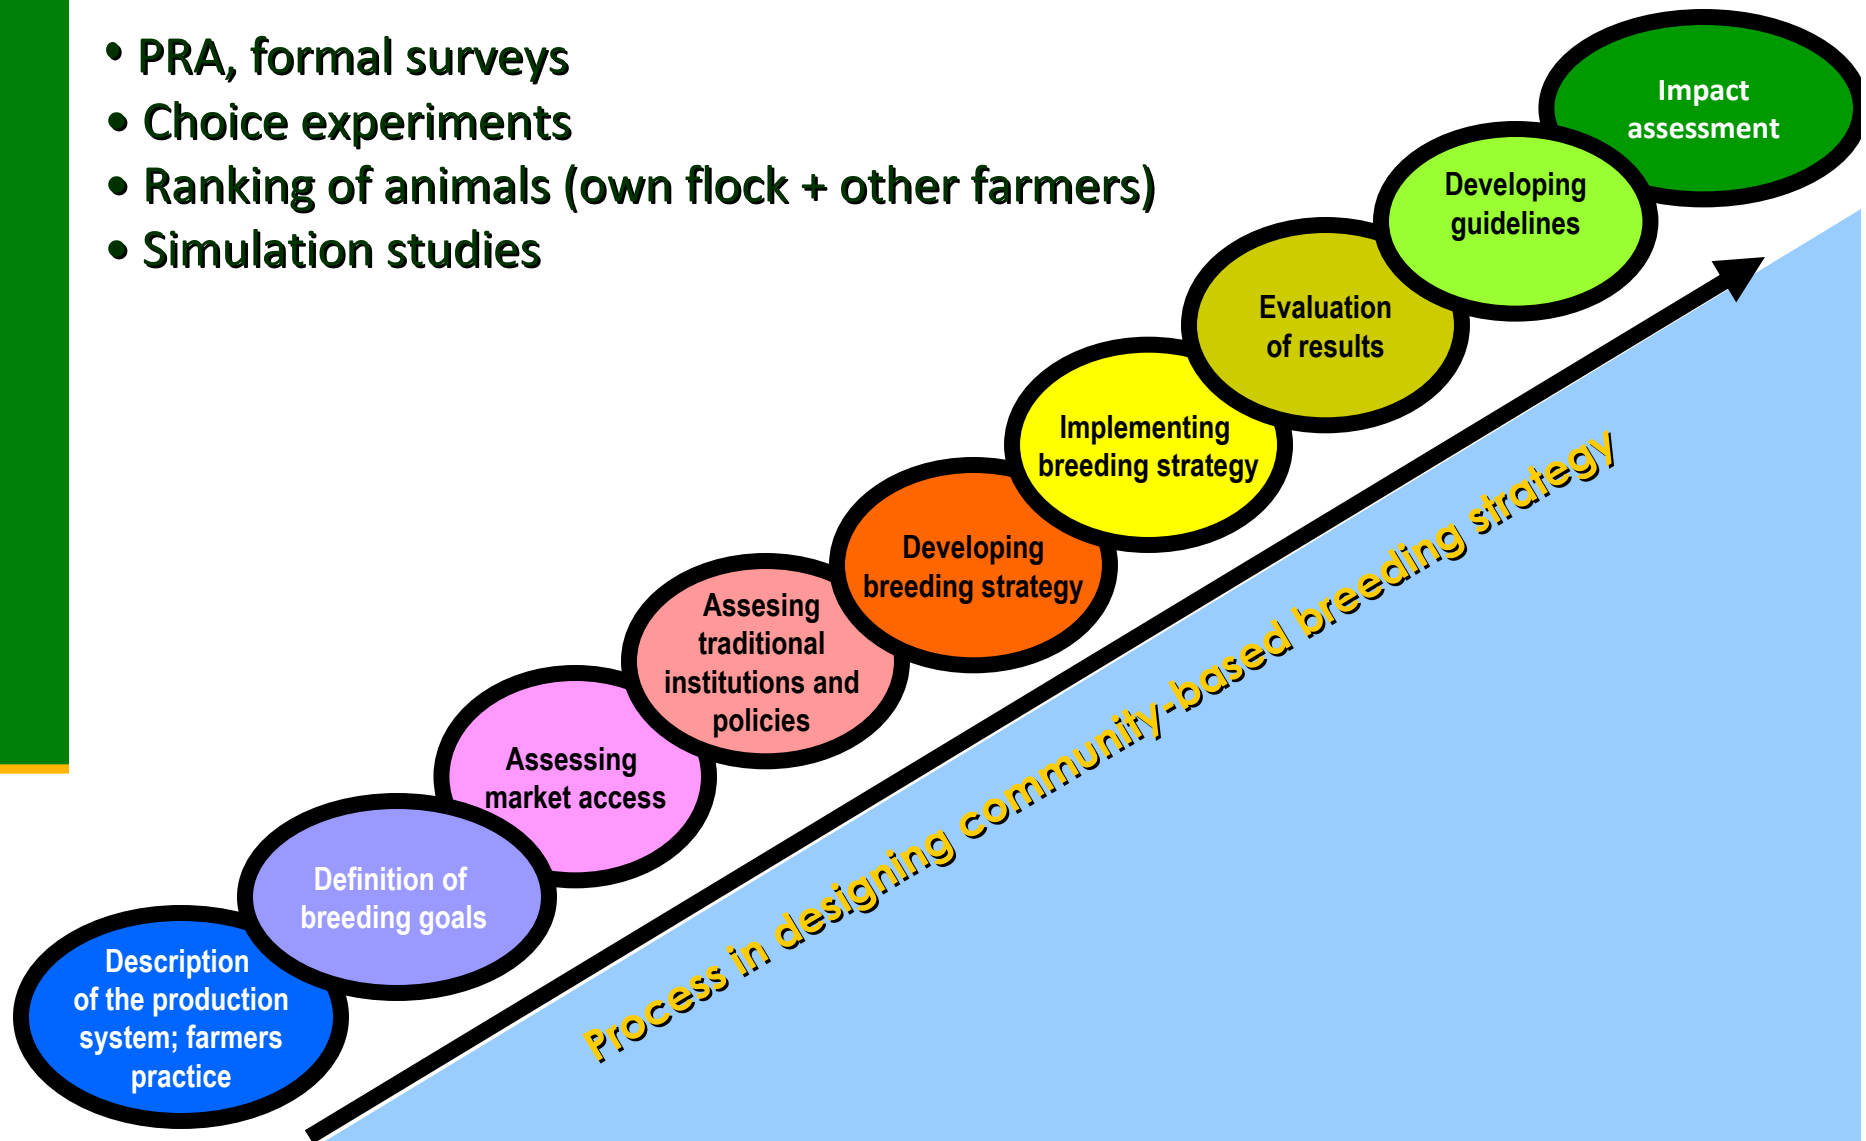 • PRA, formal surveys
• Choice experiments
• Ranking of animals (own flock + other farmers)
• Simulation studies
Impact
assessment
Developing
guidelines
Evaluation
of results
Implementing
breeding strategy
Developing
breeding strategy
Assesing
traditional
institutions and
policies
Assessing
market access
Definition of
breeding goals
Description
of the production
system; farmers
practice
Process in designing community-based breeding strategy